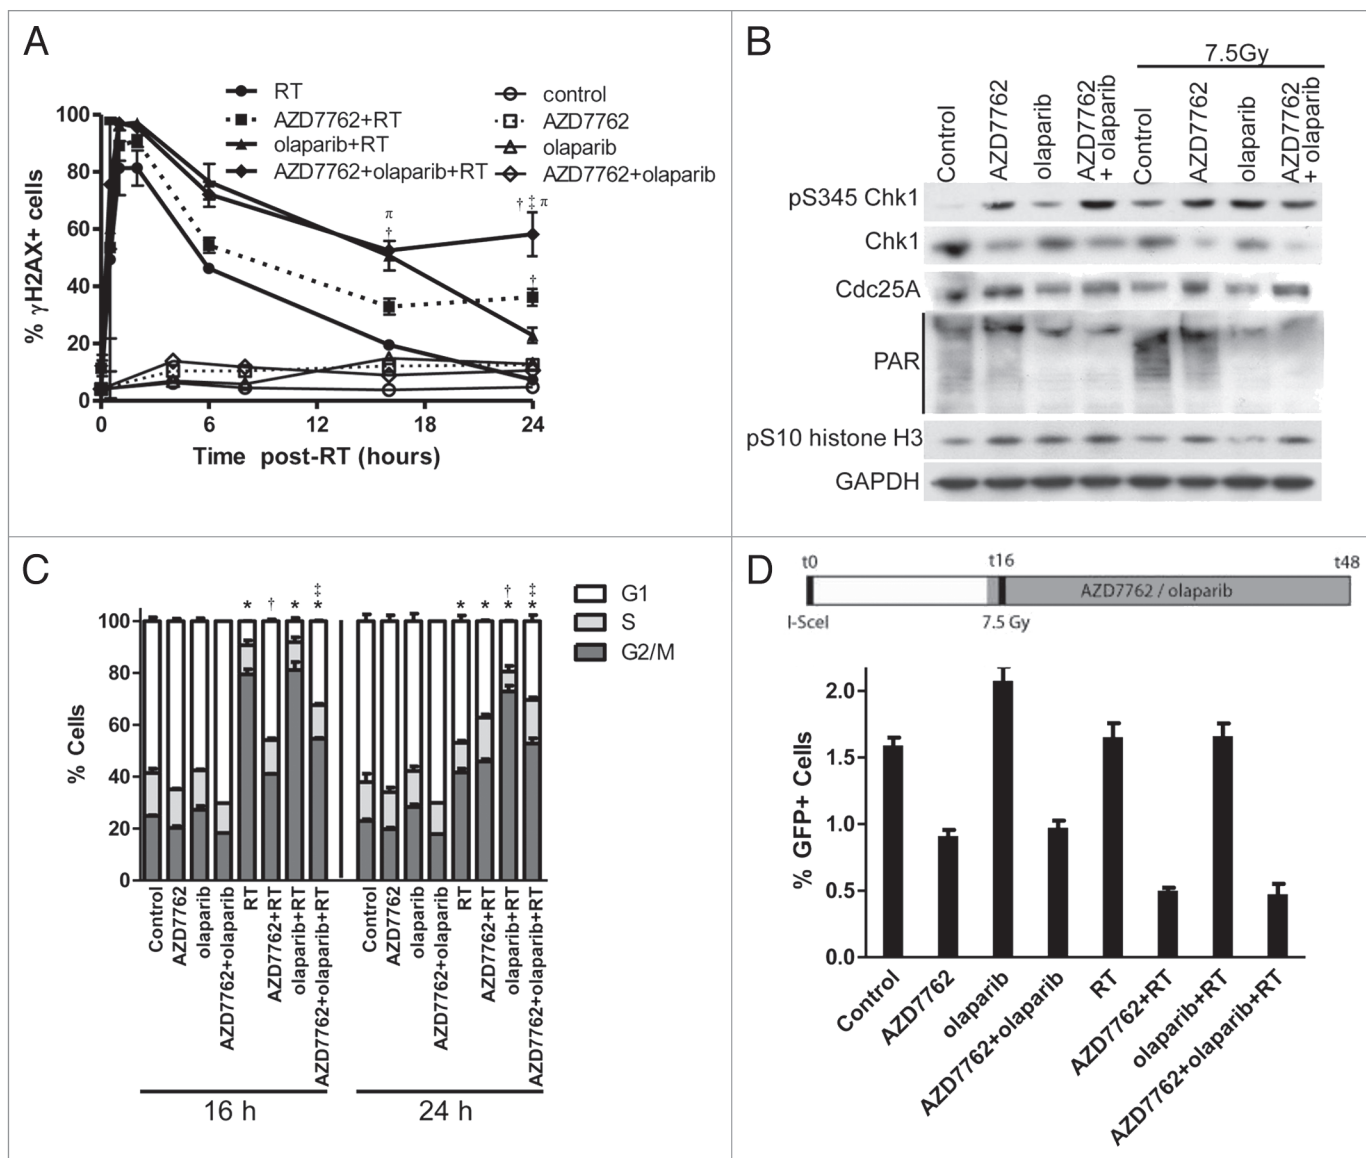 A
RT
AZD7762+RT
olaparib+RT
AZD7762+olaparib+RT
control
AZD7762
olaparib
AZD7762+olaparib
% γH2AX+ cells
100
80
60
40
20
0
π
†
† ‡ π
†
0 6 12 18 24
Time post-RT (hours)
B
7.5Gy
Control
AZD7762
olaparib
AZD7762
+ olaparib
Control
AZD7762
olaparib
AZD7762
+ olaparib
pS345 Chk1
Chk1
Cdc25A
PAR
pS10 histone H3
GAPDH
C
G1
S
G2/M
% Cells
100
80
60
40
20
0
* † * ‡ *
* * † * ‡ *
Control
AZD7762
olaparib
AZD7762+olaparib
RT
AZD7762+RT
olaparib+RT
AZD7762+olaparib+RT
Control
AZD7762
olaparib
AZD7762+olaparib
RT
AZD7762+RT
olaparib+RT
AZD7762+olaparib+RT
16 h
24 h
D
t0 t16 t48
AZD7762 / olaparib
I-SceI 7.5 Gy
% GFP+ Cells
2.0
1.5
1.0
0.5
0.0
Control
AZD7762
olaparib
AZD7762+olaparib
RT
AZD7762+RT
olaparib+RT
AZD7762+olaparib+RT